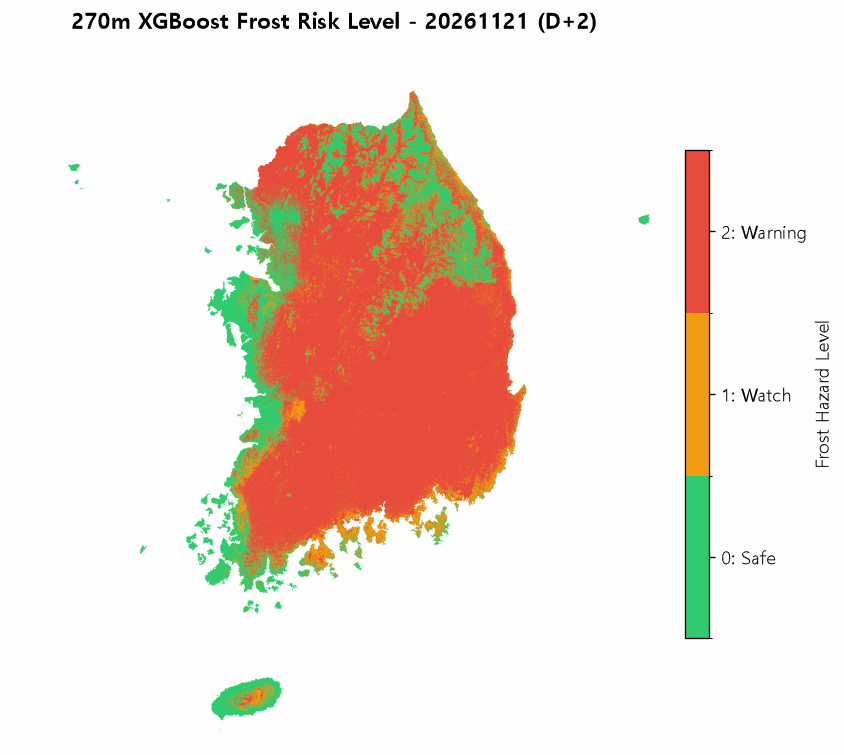 270m XGBoost Frost Risk Level - 20261121 (D+2)
2: Warning
1: Watch
0: Safe
Frost Hazard Level